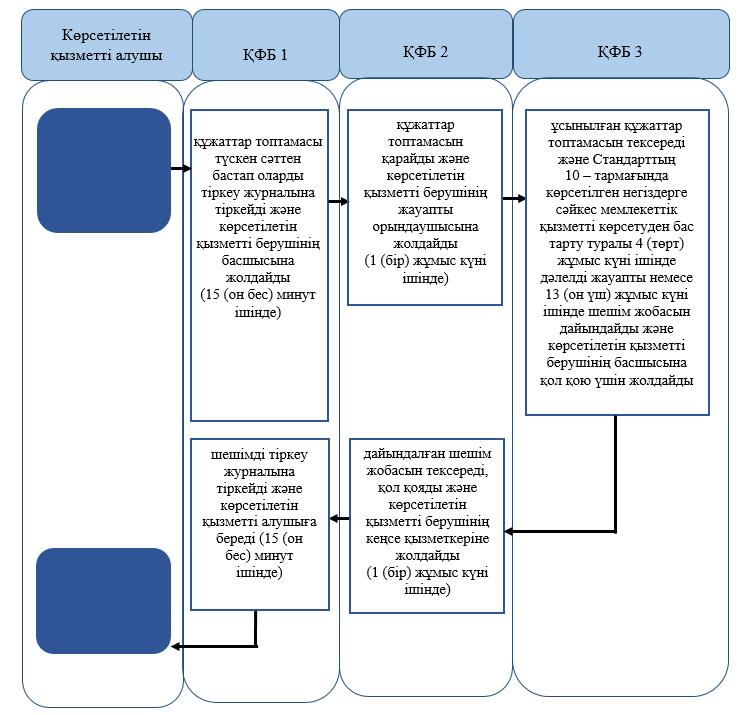 Көрсетілетін
қызметті алушы
ҚФБ 1
ҚФБ 2
ҚФБ 3
құжаттар топтамасы
түскен сәттен
бастап оларды
тіркеу журналына
тіркейді және
көрсетілетін
қызметті берушінің
басшысына
жолдайды
(15 (он бес) минут
ішінде)
құжаттар
топтамасын
қарайды және
көрсетілетін
қызметті берушінің
жауапты
орындаушысына
жолдайды
(1 (бір) жұмыс күні
ішінде)
ұсынылған құжаттар
топтамасын тексереді
және Стандарттың
10 – тармағында
көрсетілген негіздерге
сәйкес мемлекеттік
қызметті көрсетуден бас
тарту туралы 4 (төрт)
жұмыс күні ішінде
дәлелді жауапты немесе
13 (он үш) жұмыс күні
ішінде шешім жобасын
дайындайды және
көрсетілетін қызметті
берушінің басшысына
қол қою үшін жолдайды
шешімді тіркеу
журналына
тіркейді және
көрсетілетін
қызметті алушыға
береді (15 (он
бес) минут
ішінде)
дайындалған шешім
жобасын тексереді,
қол қояды және
көрсетілетін
қызметті берушінің
кеңсе қызметкеріне
жолдайды
(1 (бір) жұмыс күні
ішінде)